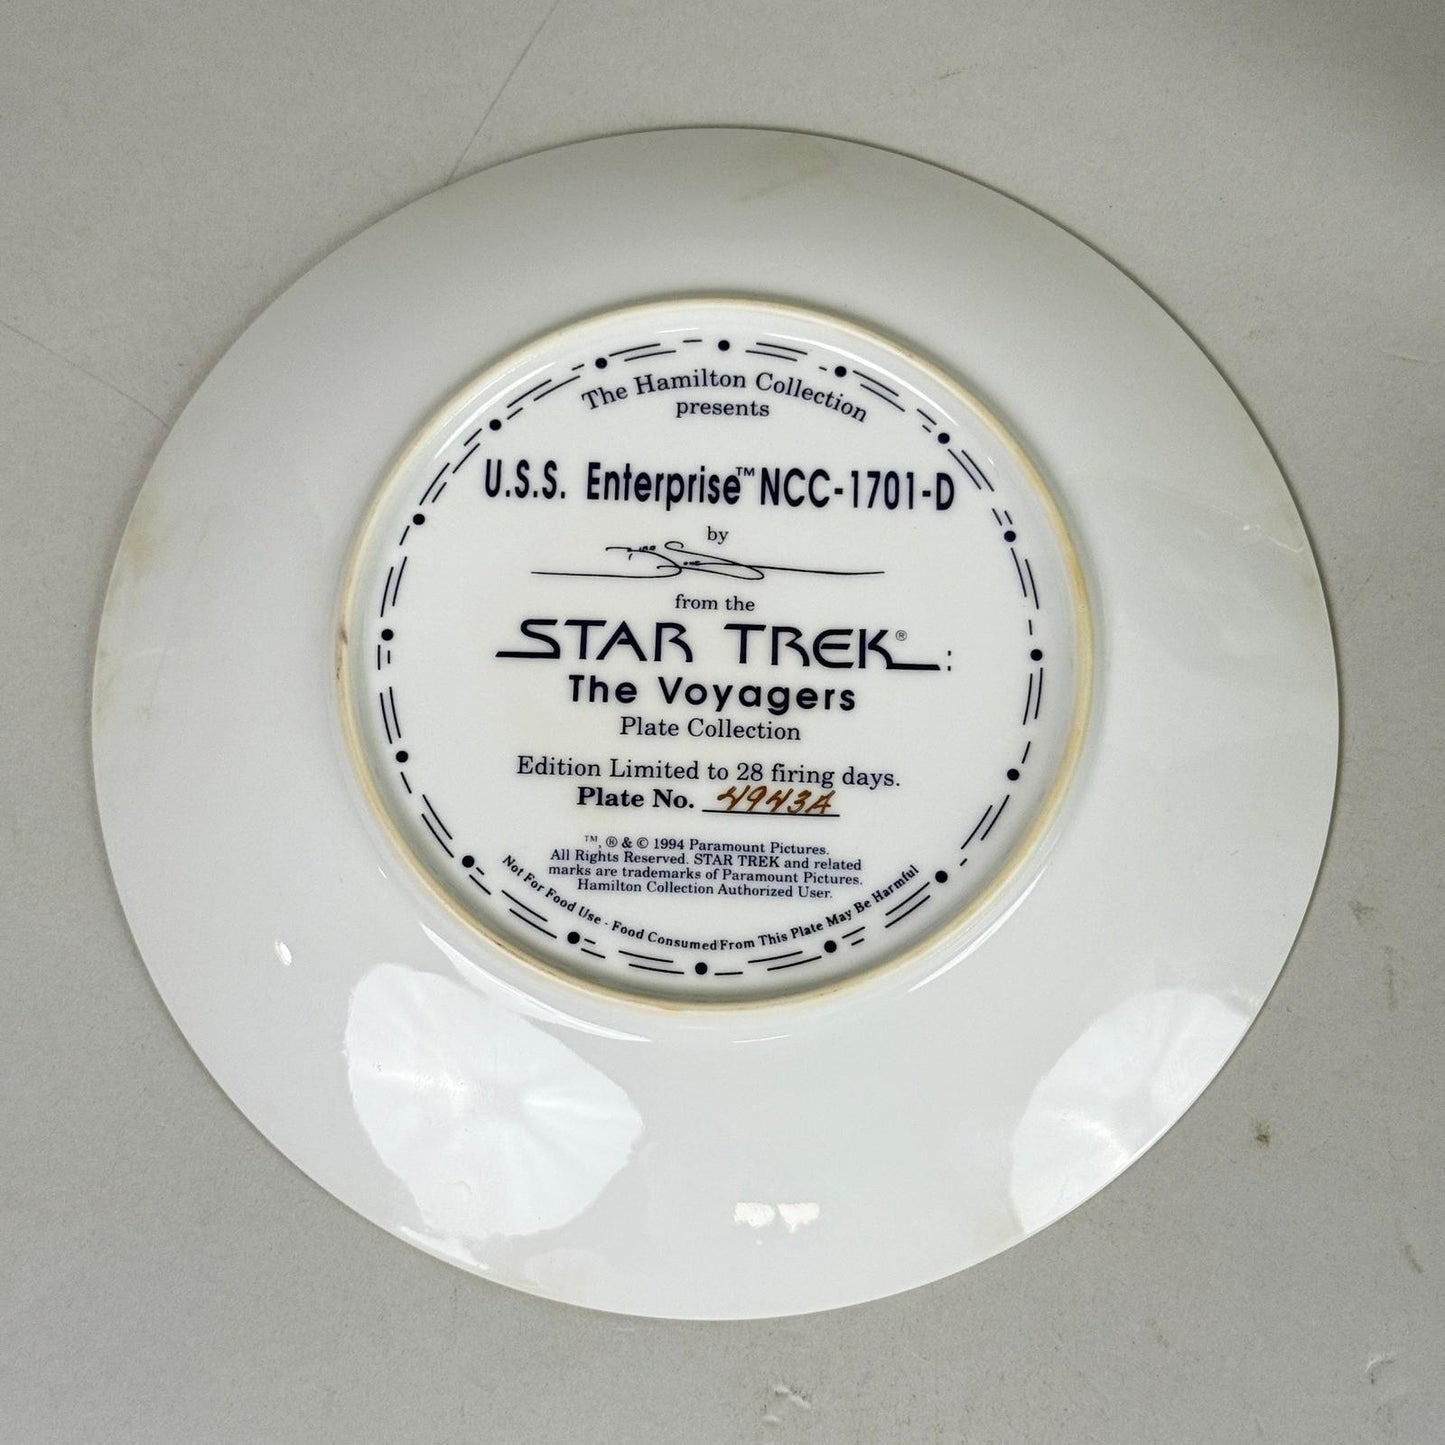 The Hamilton Collection
presents
U.S.S. Enterprise™ NCC-1701-D
by
from the
STAR TREK®:
The Voyagers
Plate Collection
Edition Limited to 28 firing days.
Plate No. 4943A
™, ® & © 1994 Paramount Pictures.
All Rights Reserved. STAR TREK and related
marks are trademarks of Paramount Pictures.
Hamilton Collection Authorized User.
Not For Food Use - Food Consumed From This Plate May Be Harmful